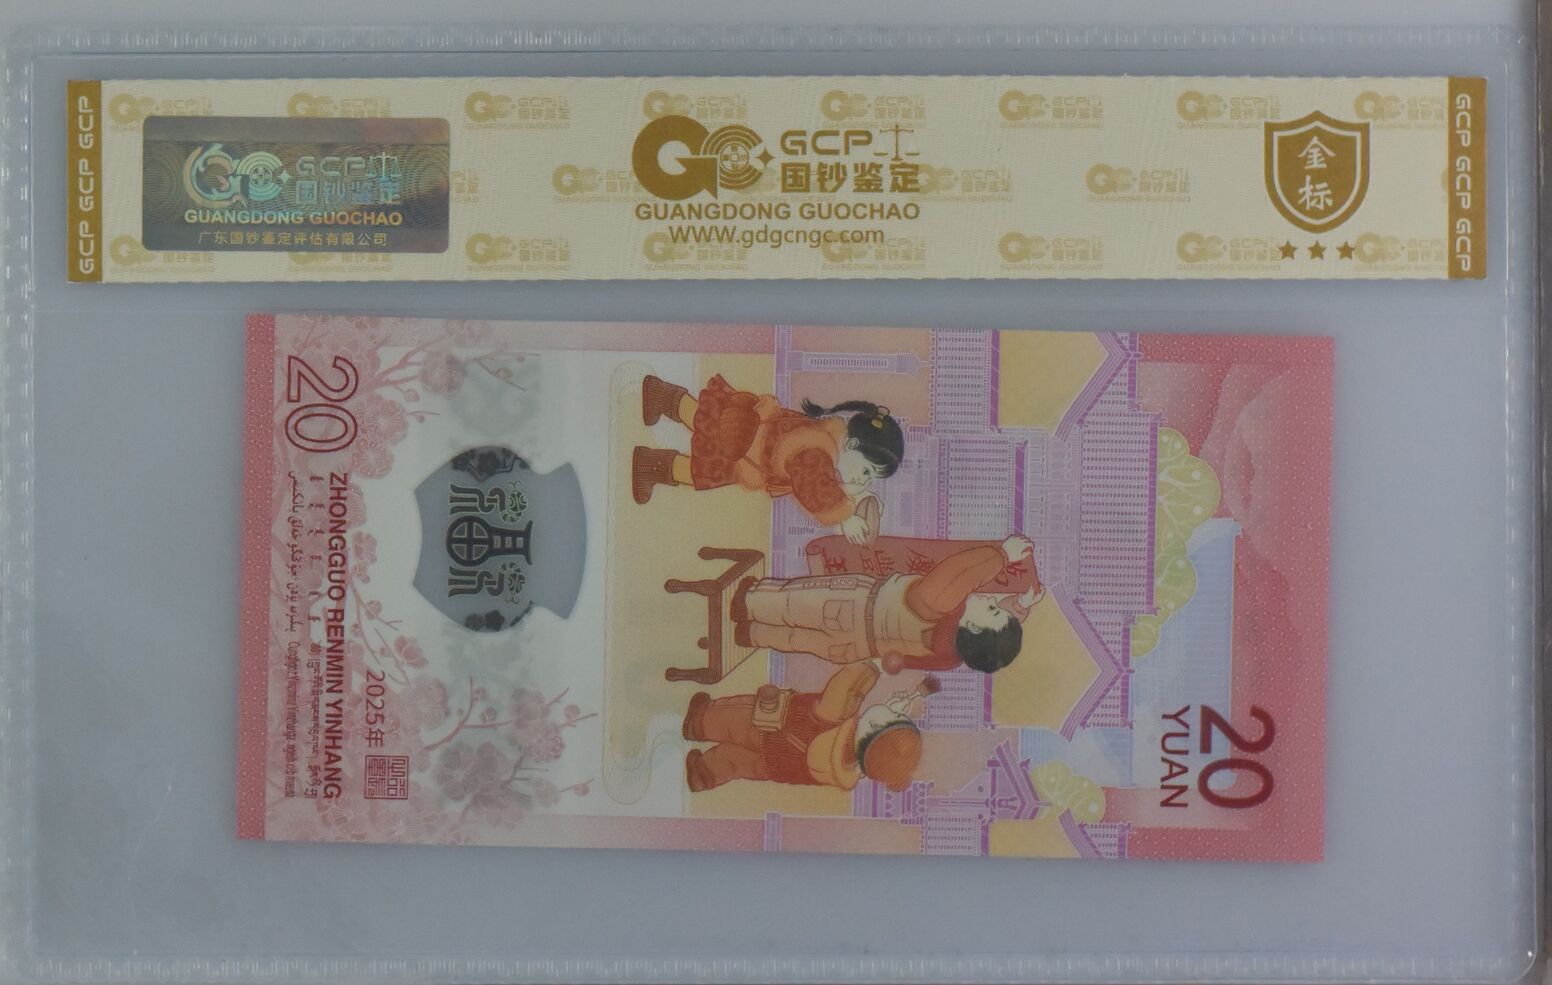 GCP GCP GCP
GCP
国钞鉴定
GUANGDONG GUOCHAO
广东国钞鉴定评估有限公司
GCP
国钞鉴定
GUANGDONG GUOCHAO
www.gdgcngc.com
金标
GCP GCP GCP
20
ZHONGGUO RENMIN YINHANG
2025年
20
YUAN